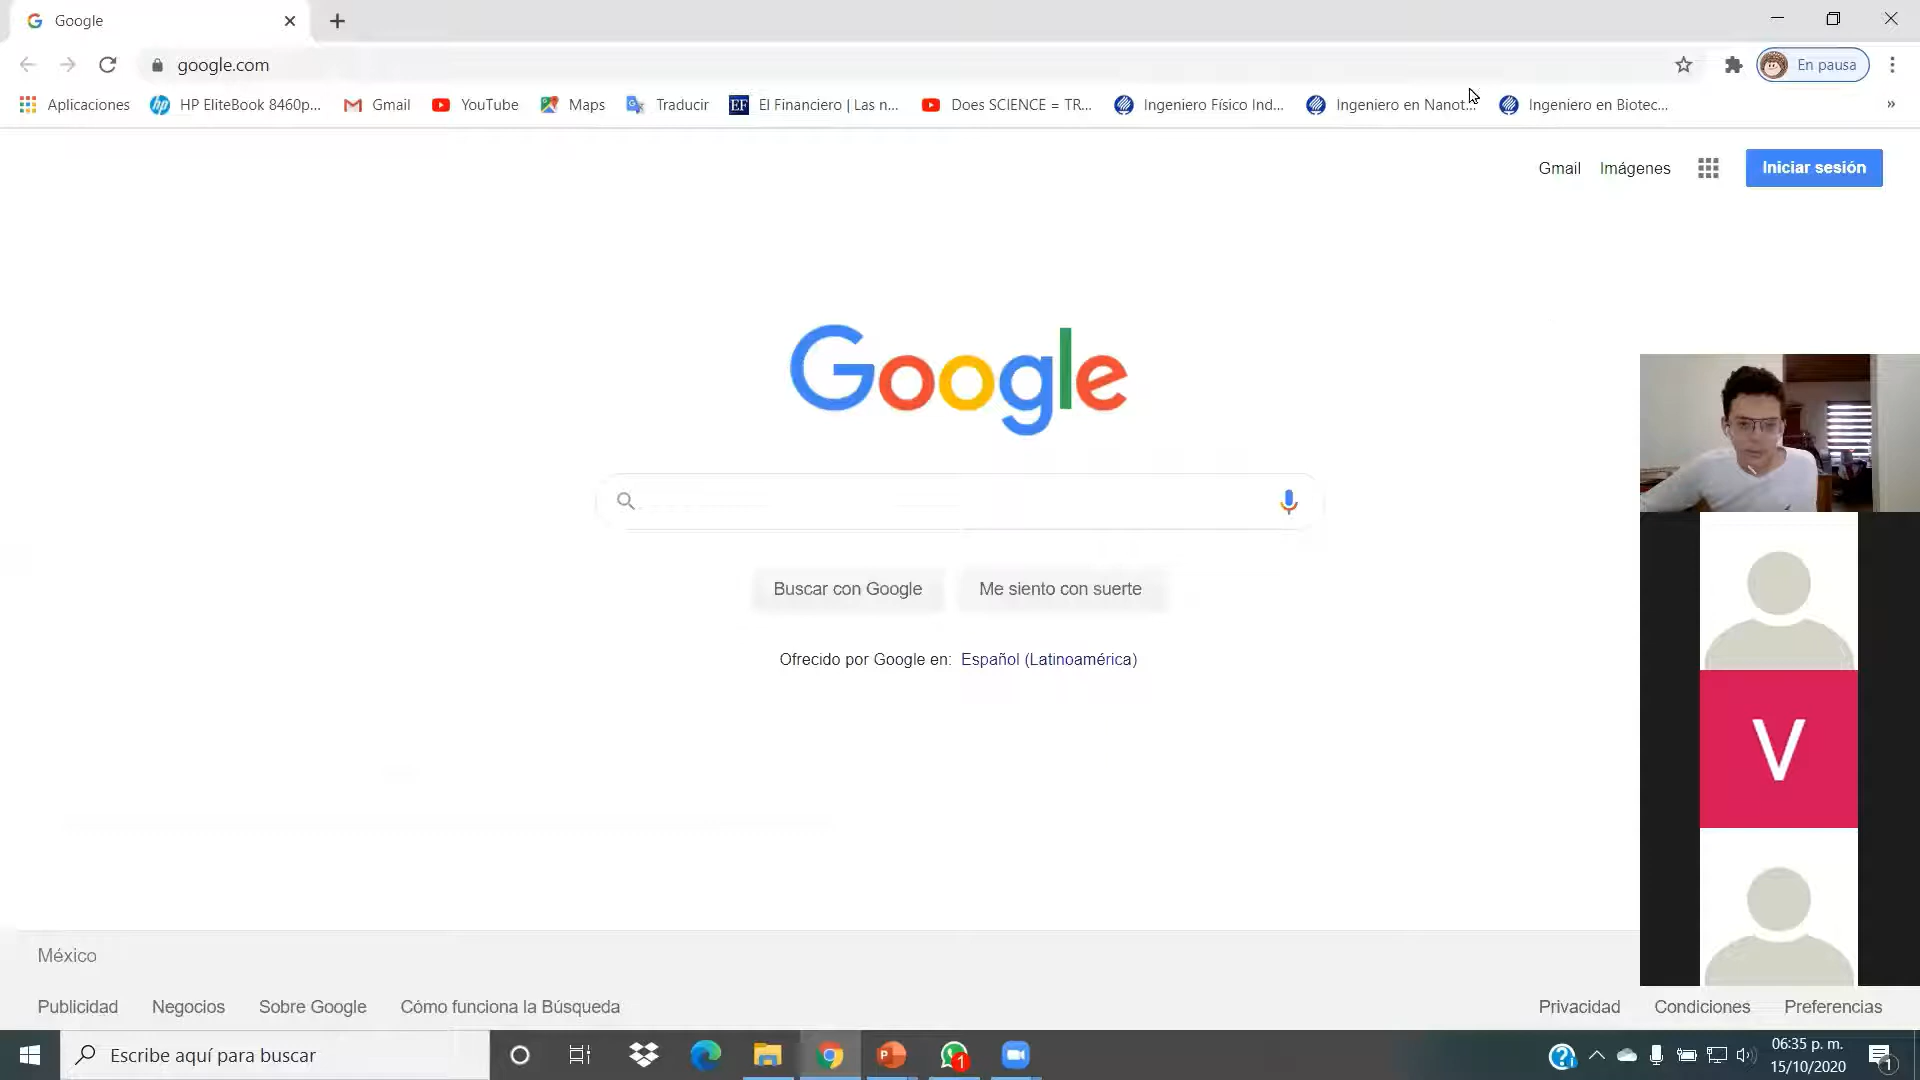 Google
google.com
En pausa
Aplicaciones
HP EliteBook 8460p...
Gmail
YouTube
Maps
Traducir
EF
El Financiero | Las n...
Does SCIENCE = TR...
Ingeniero Físico Ind...
Ingeniero en Nanot...
Ingeniero en Biotec...
»
Gmail
Imágenes
Iniciar sesión
Google
Buscar con Google
Me siento con suerte
Ofrecido por Google en: Español (Latinoamérica)
V
México
Publicidad
Negocios
Sobre Google
Cómo funciona la Búsqueda
Privacidad
Condiciones
Preferencias
Escribe aquí para buscar
1
06:35 p. m.
15/10/2020
1